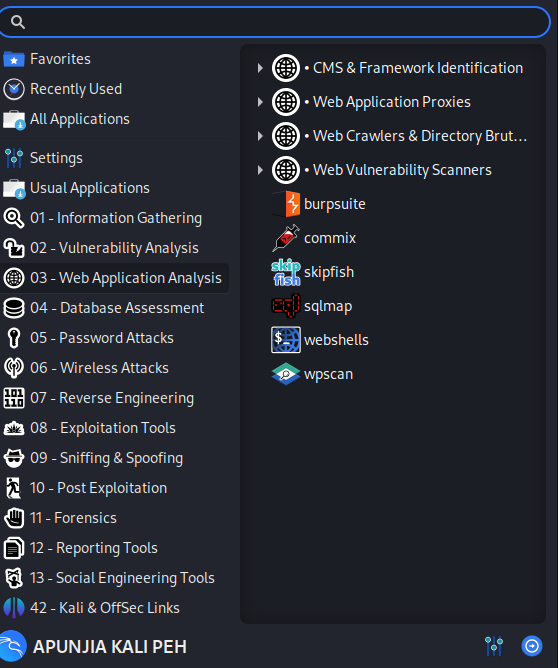 Favorites
Recently Used
All Applications
Settings
Usual Applications
01 - Information Gathering
02 - Vulnerability Analysis
03 - Web Application Analysis
04 - Database Assessment
05 - Password Attacks
06 - Wireless Attacks
07 - Reverse Engineering
08 - Exploitation Tools
09 - Sniffing & Spoofing
10 - Post Exploitation
11 - Forensics
12 - Reporting Tools
13 - Social Engineering Tools
42 - Kali & OffSec Links
• CMS & Framework Identification
• Web Application Proxies
• Web Crawlers & Directory Brut...
• Web Vulnerability Scanners
burpsuite
commix
skip fish skipfish
sql sqlmap
$_ webshells
wpscan
APUNJIA KALI PEH